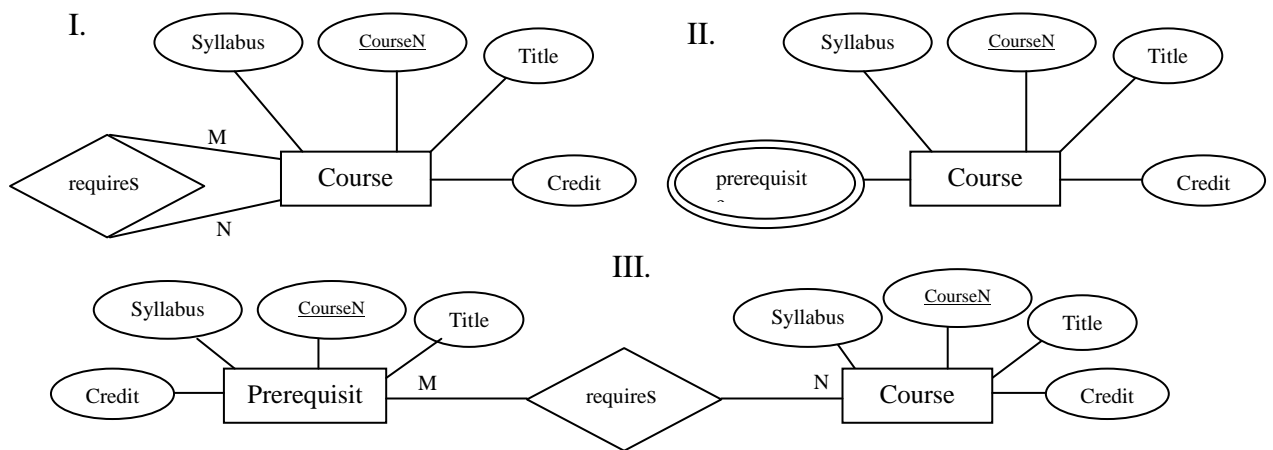 I.
Syllabus
CourseN
Title
M
requires
Course
Credit
N
II.
Syllabus
CourseN
Title
prerequisit
Course
Credit
III.
Syllabus
CourseN
Title
Credit
Prerequisit
M
requires
N
Syllabus
CourseN
Title
Course
Credit